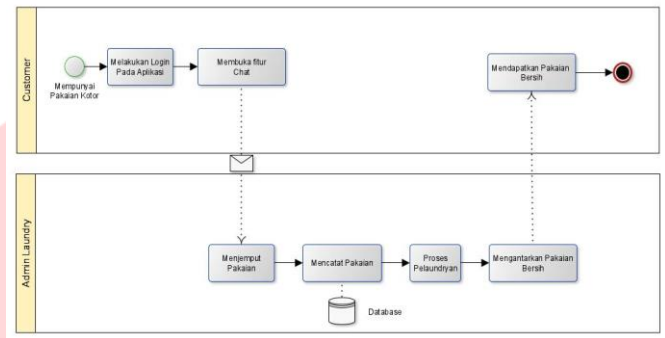 Customer
Mempunyai
Pakaian Kotor
Melakukan Login
Pada Aplikasi
Membuka fitur
Chat
Mendapatkan Pakaian
Bersih
Admin Laundry
Menjemput
Pakaian
Mencatat Pakaian
Proses
Pelaundryan
Mengantarkan Pakaian
Bersih
Database